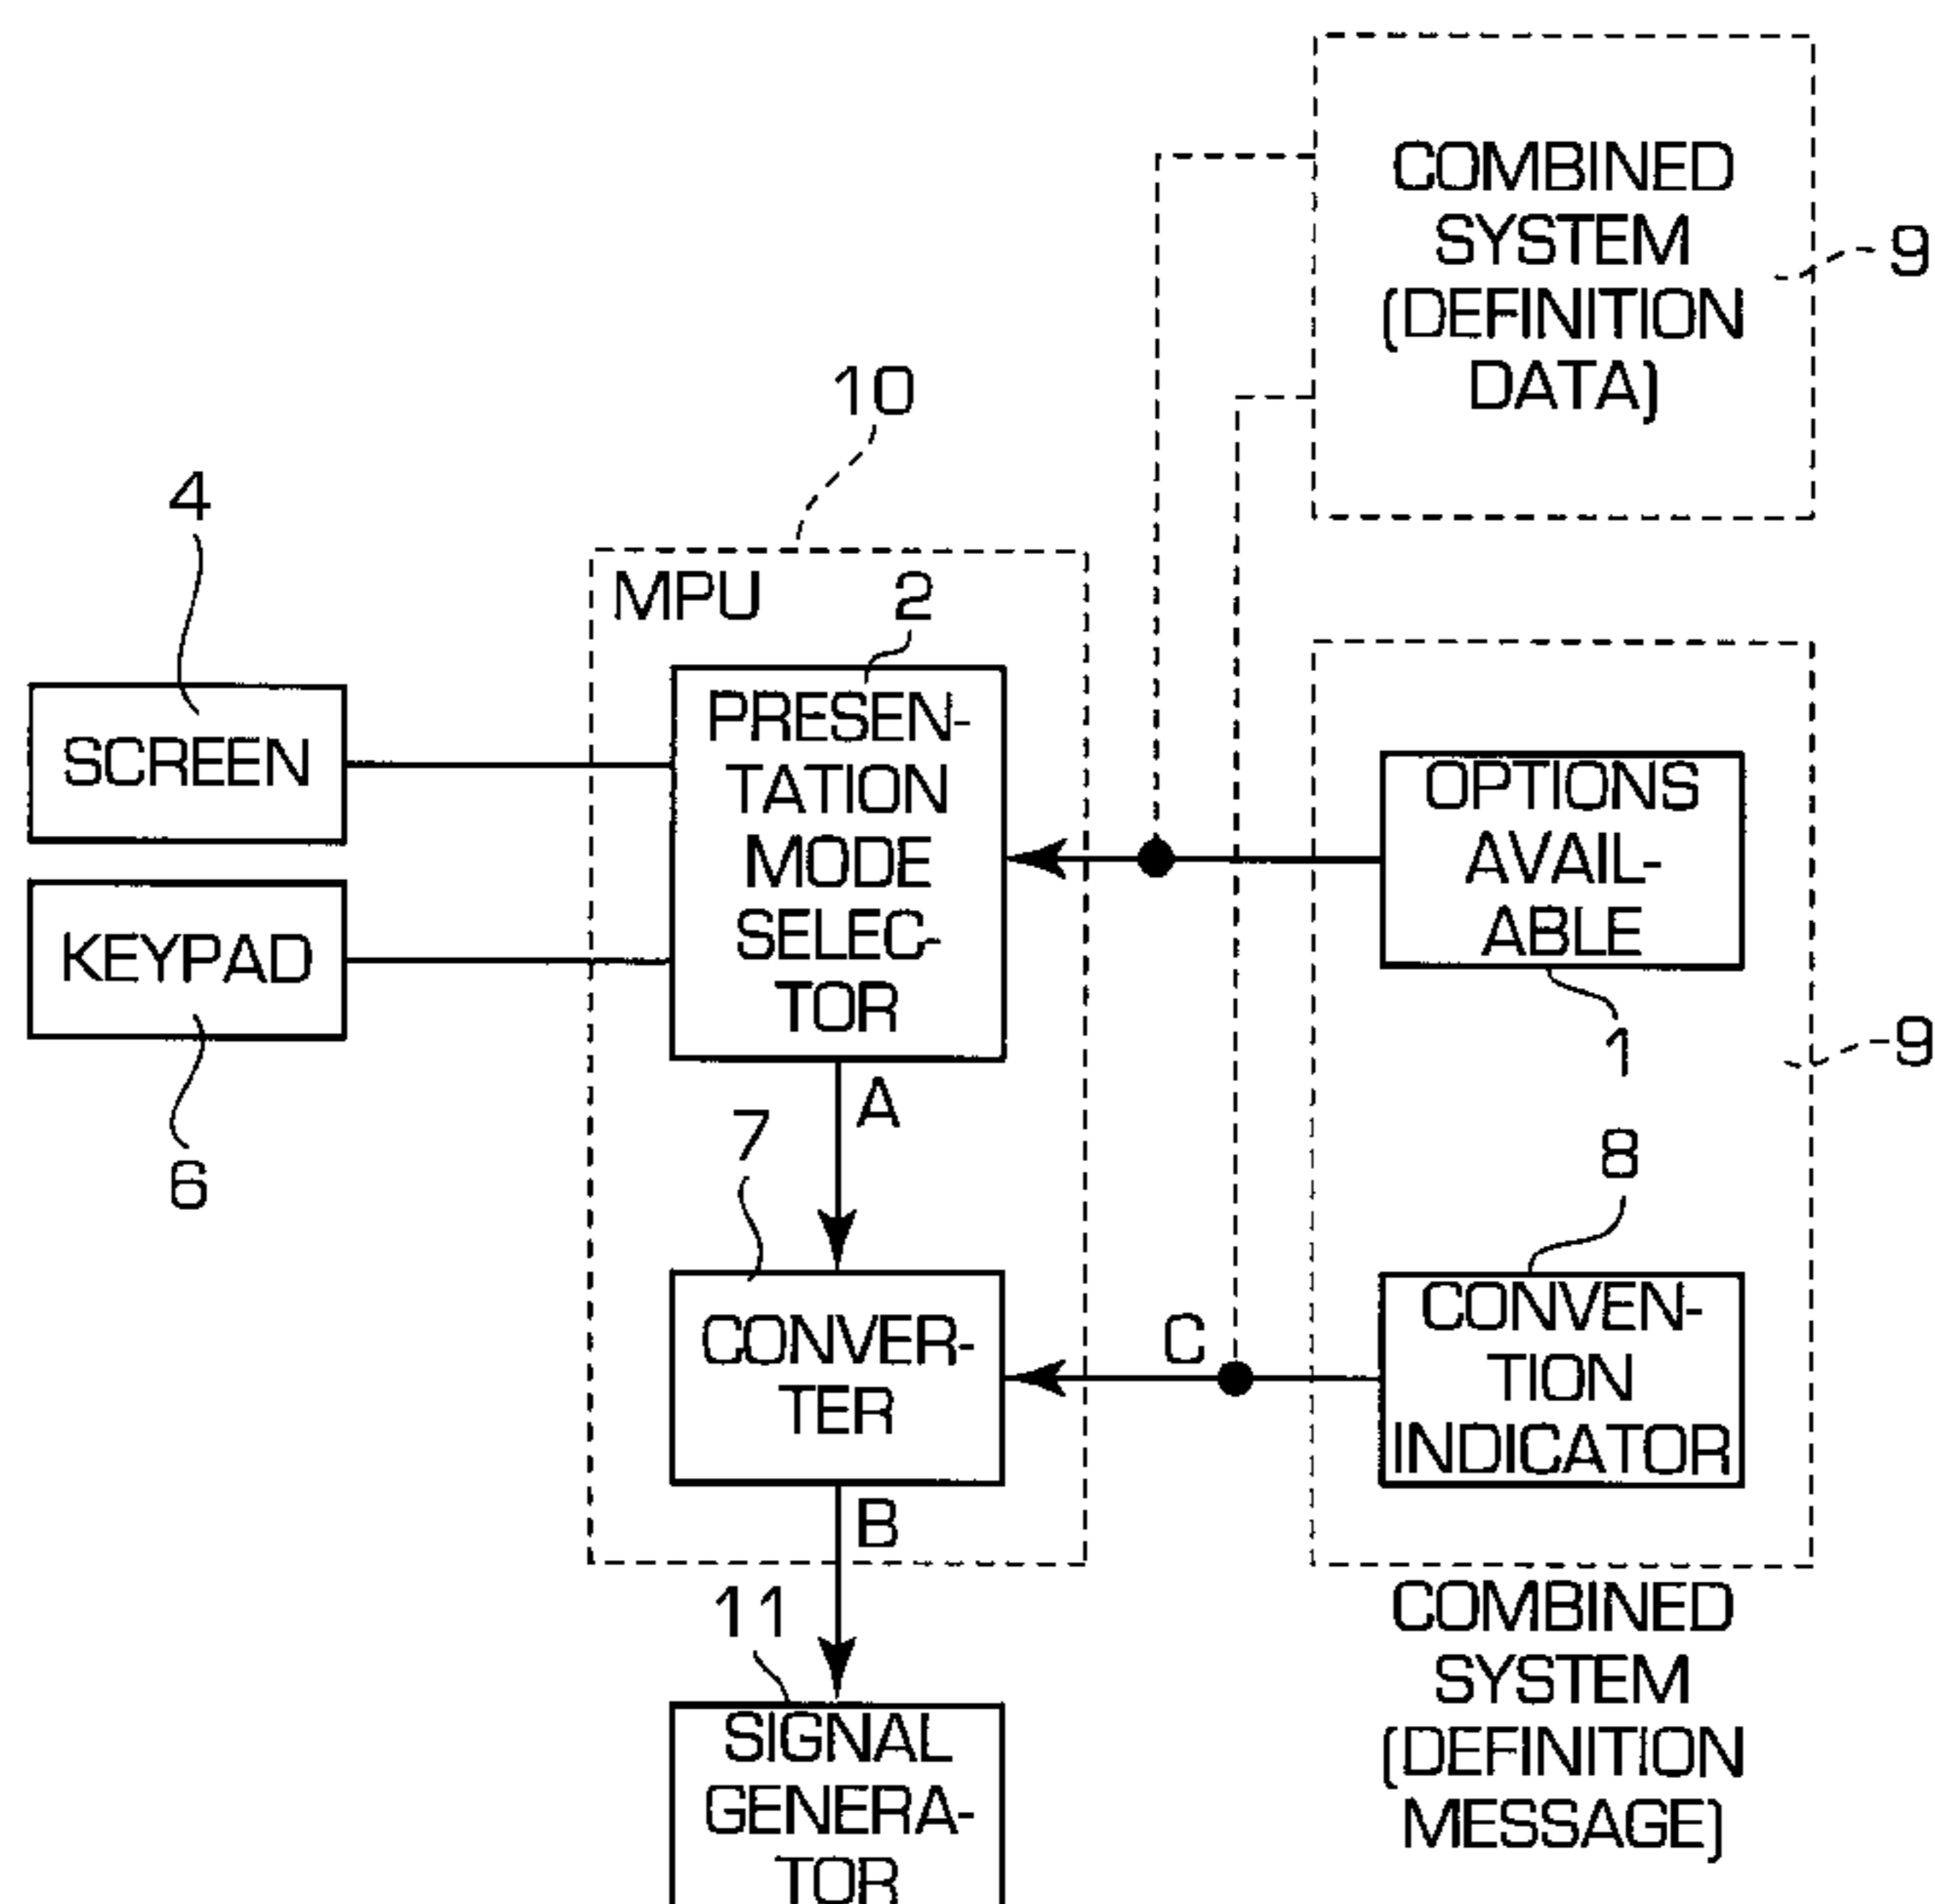 COMBINED
SYSTEM
(DEFINITION
DATA)
9
10
4
MPU
2
SCREEN
PRESEN-
TATION
MODE
SELEC-
TOR
OPTIONS
AVAIL-
ABLE
KEYPAD
6
1
9
A
7
8
CONVER-
TER
C
CONVEN-
TION
INDICATOR
B
11
COMBINED
SYSTEM
(DEFINITION
MESSAGE)
SIGNAL
GENERA-
TOR